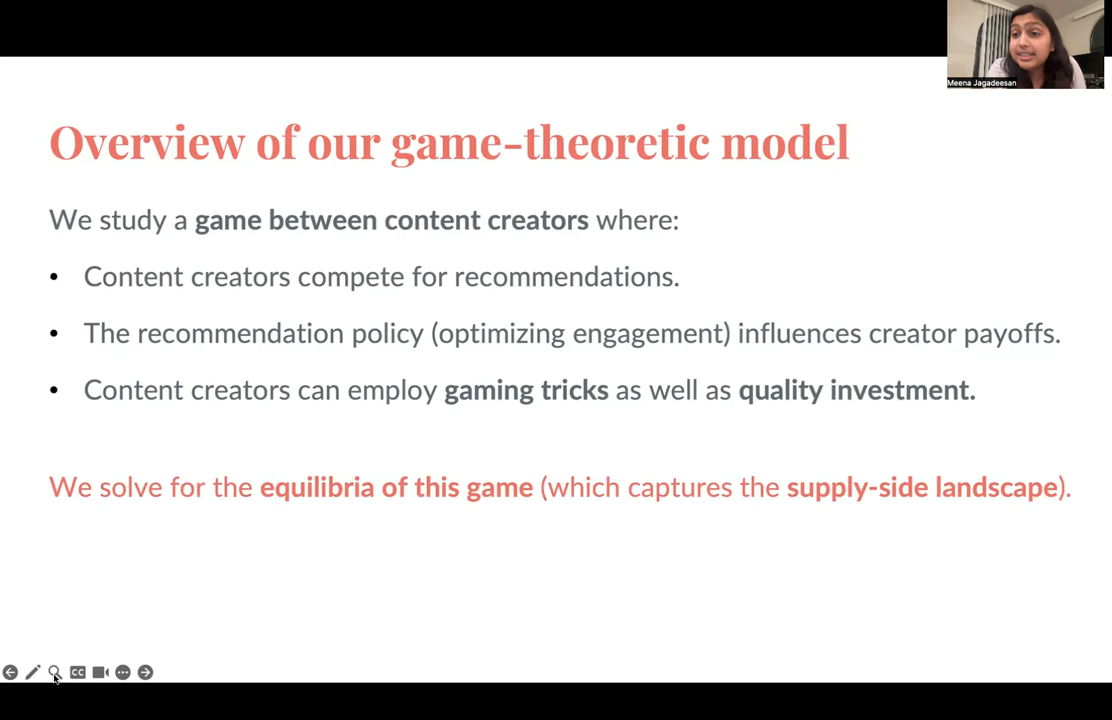 Meena Jagadeesan
Overview of our game-theoretic model
We study a game between content creators where:
• Content creators compete for recommendations.
• The recommendation policy (optimizing engagement) influences creator payoffs.
• Content creators can employ gaming tricks as well as quality investment.
We solve for the equilibria of this game (which captures the supply-side landscape).
CC